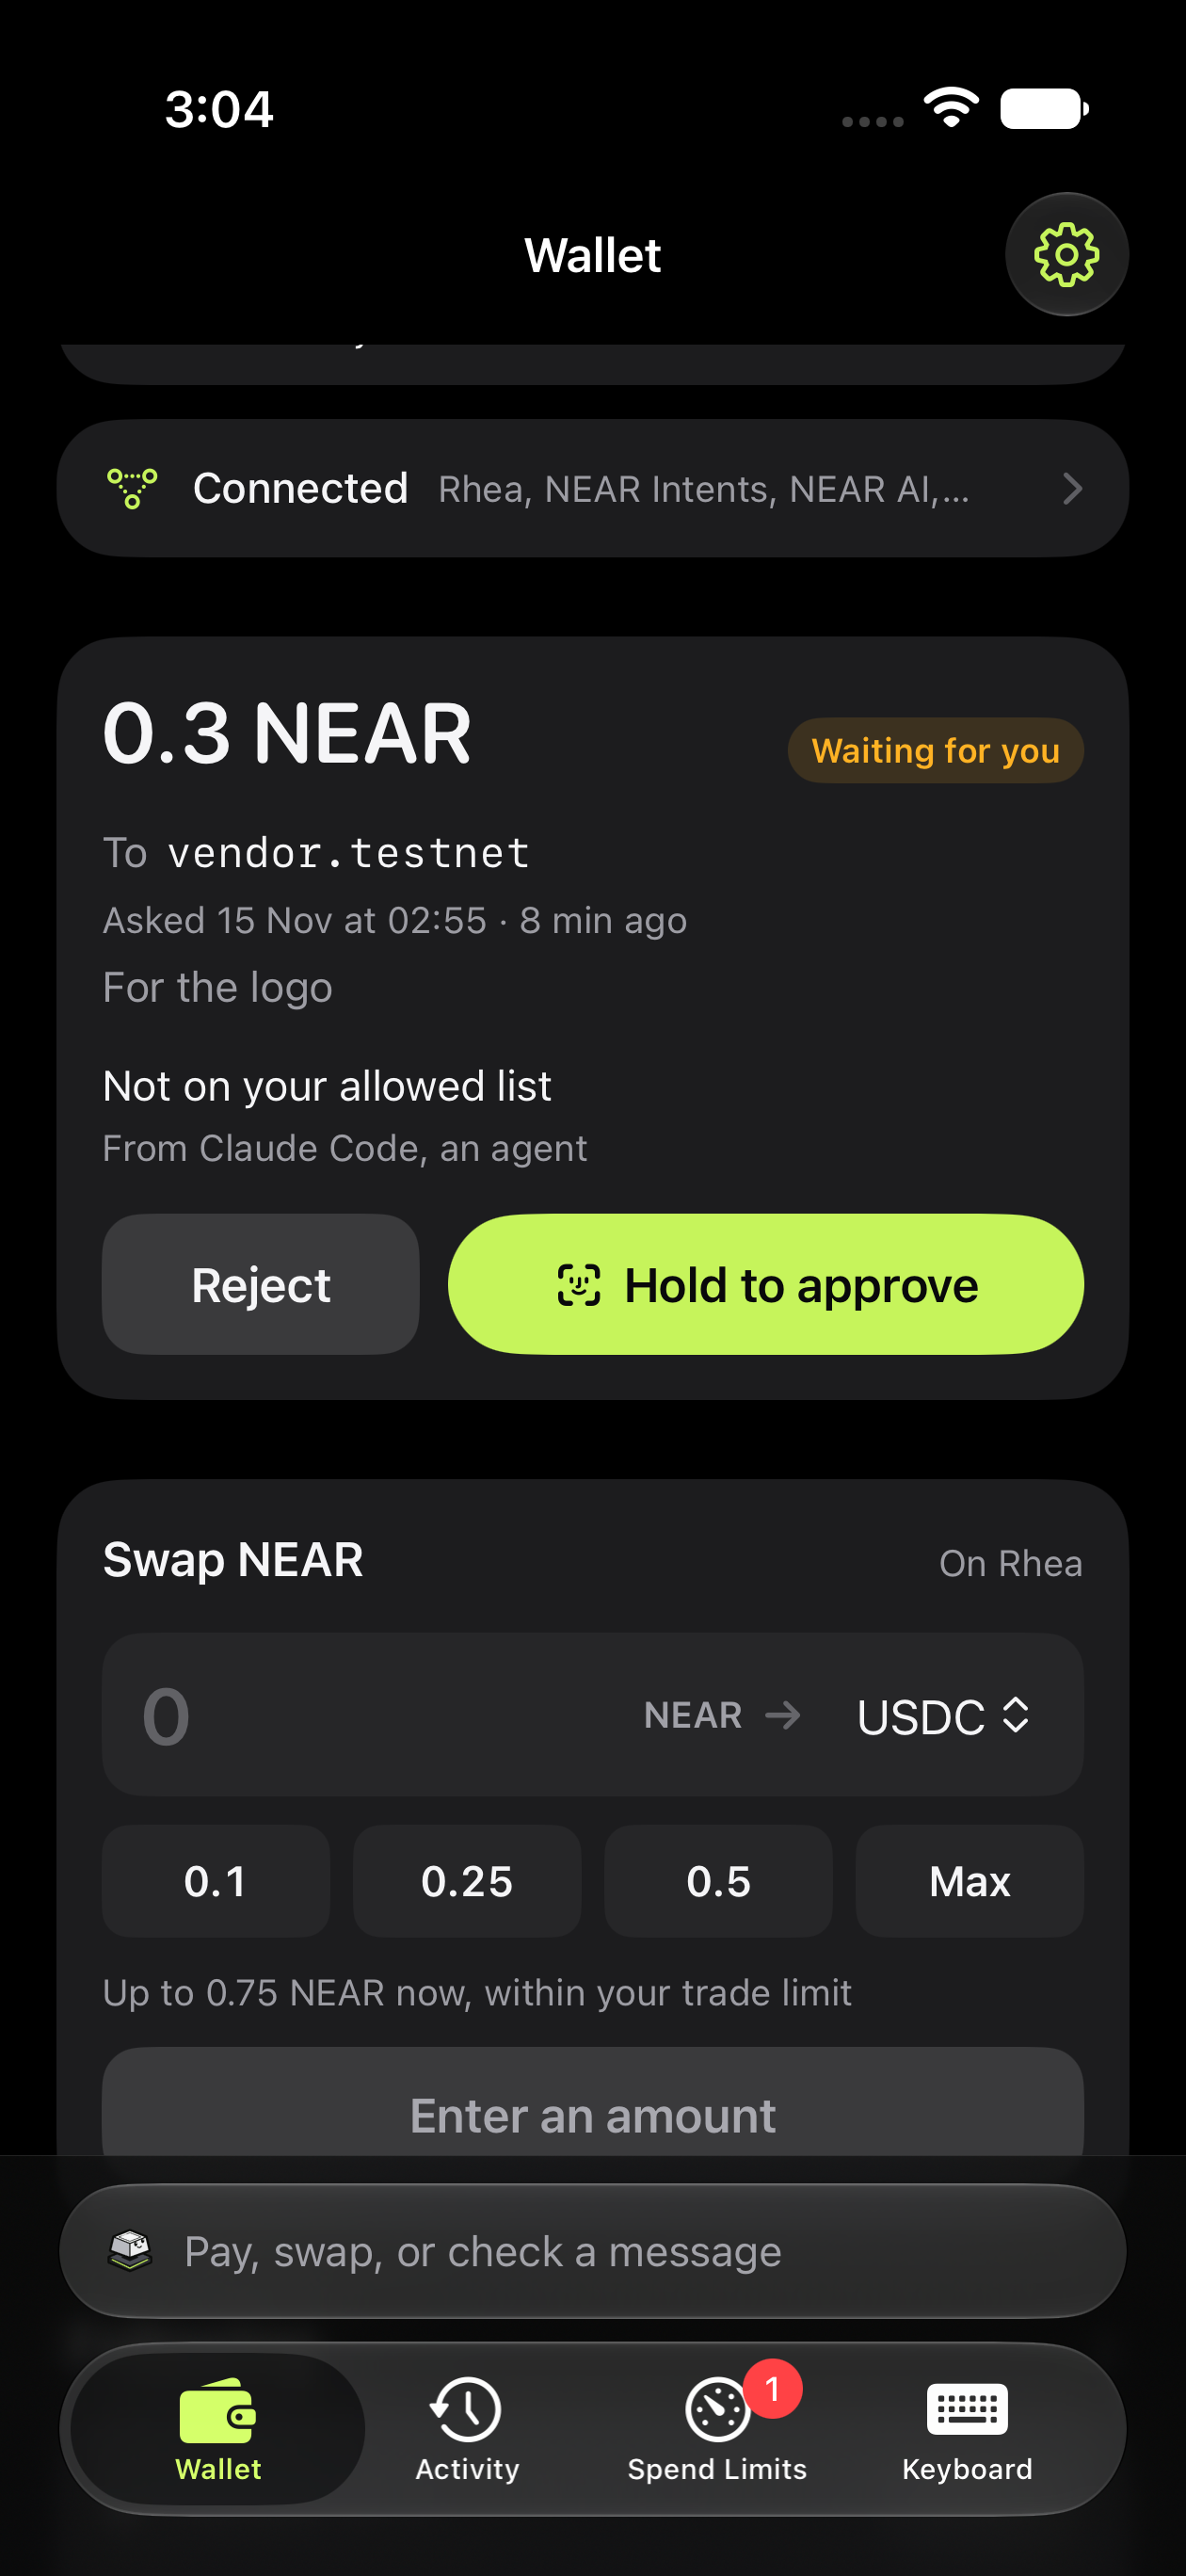 3:04
Wallet
Connected Rhea, NEAR Intents, NEAR AI,...
0.3 NEAR
Waiting for you
To vendor.testnet
Asked 15 Nov at 02:55 · 8 min ago
For the logo
Not on your allowed list
From Claude Code, an agent
Reject
Hold to approve
Swap NEAR
On Rhea
0 NEAR → USDC
0.1 0.25 0.5 Max
Up to 0.75 NEAR now, within your trade limit
Enter an amount
Pay, swap, or check a message
1
Wallet Activity Spend Limits Keyboard